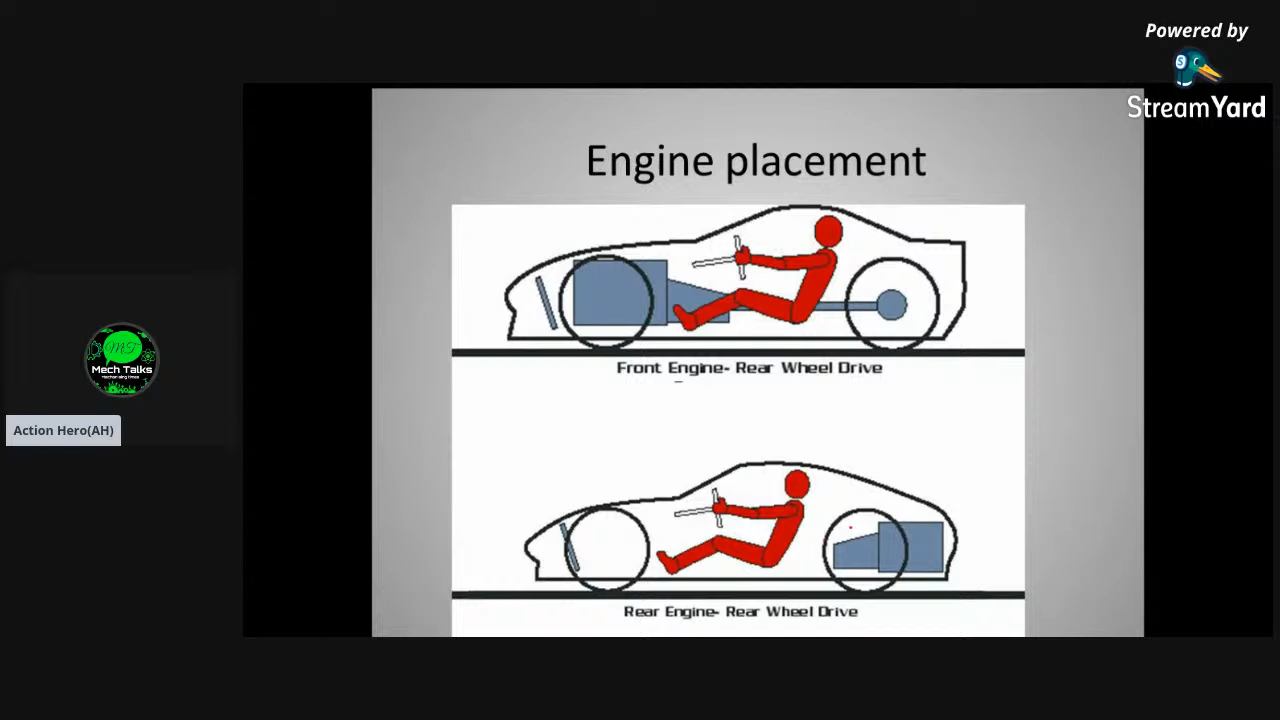 Powered by
StreamYard
Engine placement
Front Engine- Rear Wheel Drive
Mech Talks
Action Hero(AH)
Rear Engine- Rear Wheel Drive